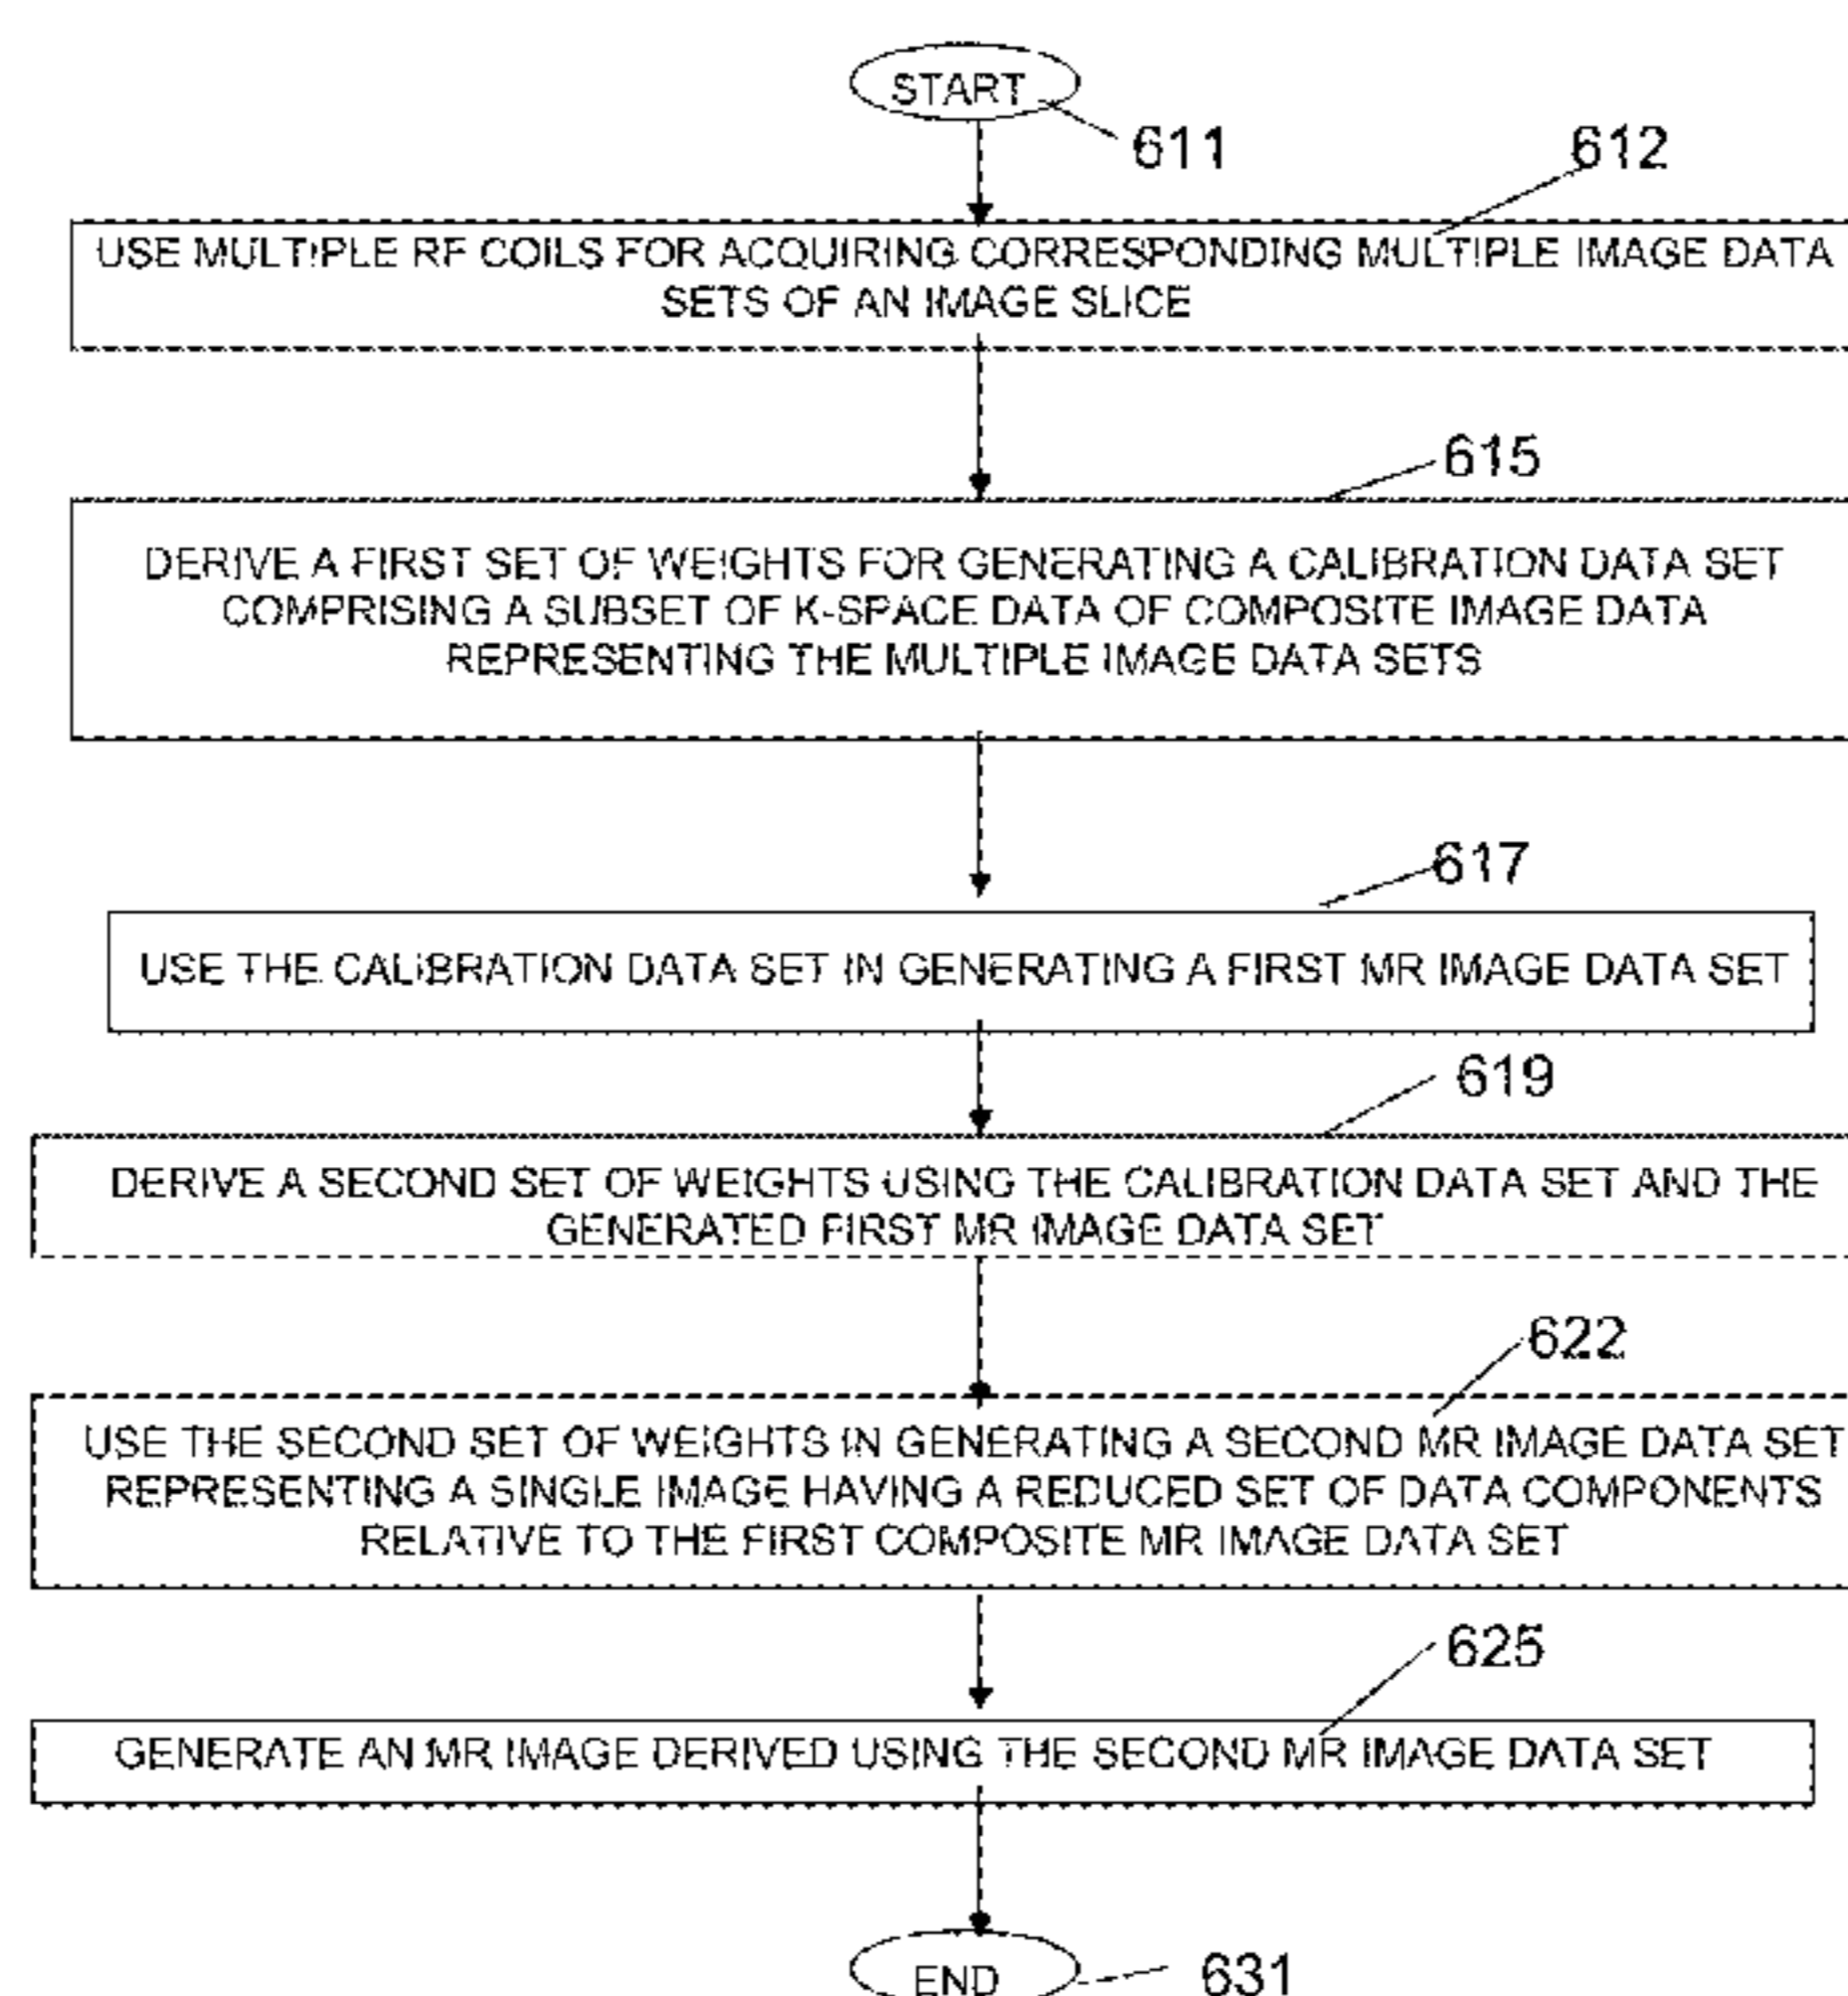 START
611
612
USE MULTIPLE RF COILS FOR ACQUIRING CORRESPONDING MULTIPLE IMAGE DATA
SETS OF AN IMAGE SLICE
615
DERIVE A FIRST SET OF WEIGHTS FOR GENERATING A CALIBRATION DATA SET
COMPRISING A SUBSET OF K-SPACE DATA OF COMPOSITE IMAGE DATA
REPRESENTING THE MULTIPLE IMAGE DATA SETS
617
USE THE CALIBRATION DATA SET IN GENERATING A FIRST MR IMAGE DATA SET
619
DERIVE A SECOND SET OF WEIGHTS USING THE CALIBRATION DATA SET AND THE
GENERATED FIRST MR IMAGE DATA SET
622
USE THE SECOND SET OF WEIGHTS IN GENERATING A SECOND MR IMAGE DATA SET
REPRESENTING A SINGLE IMAGE HAVING A REDUCED SET OF DATA COMPONENTS
RELATIVE TO THE FIRST COMPOSITE MR IMAGE DATA SET
625
GENERATE AN MR IMAGE DERIVED USING THE SECOND MR IMAGE DATA SET
END
631